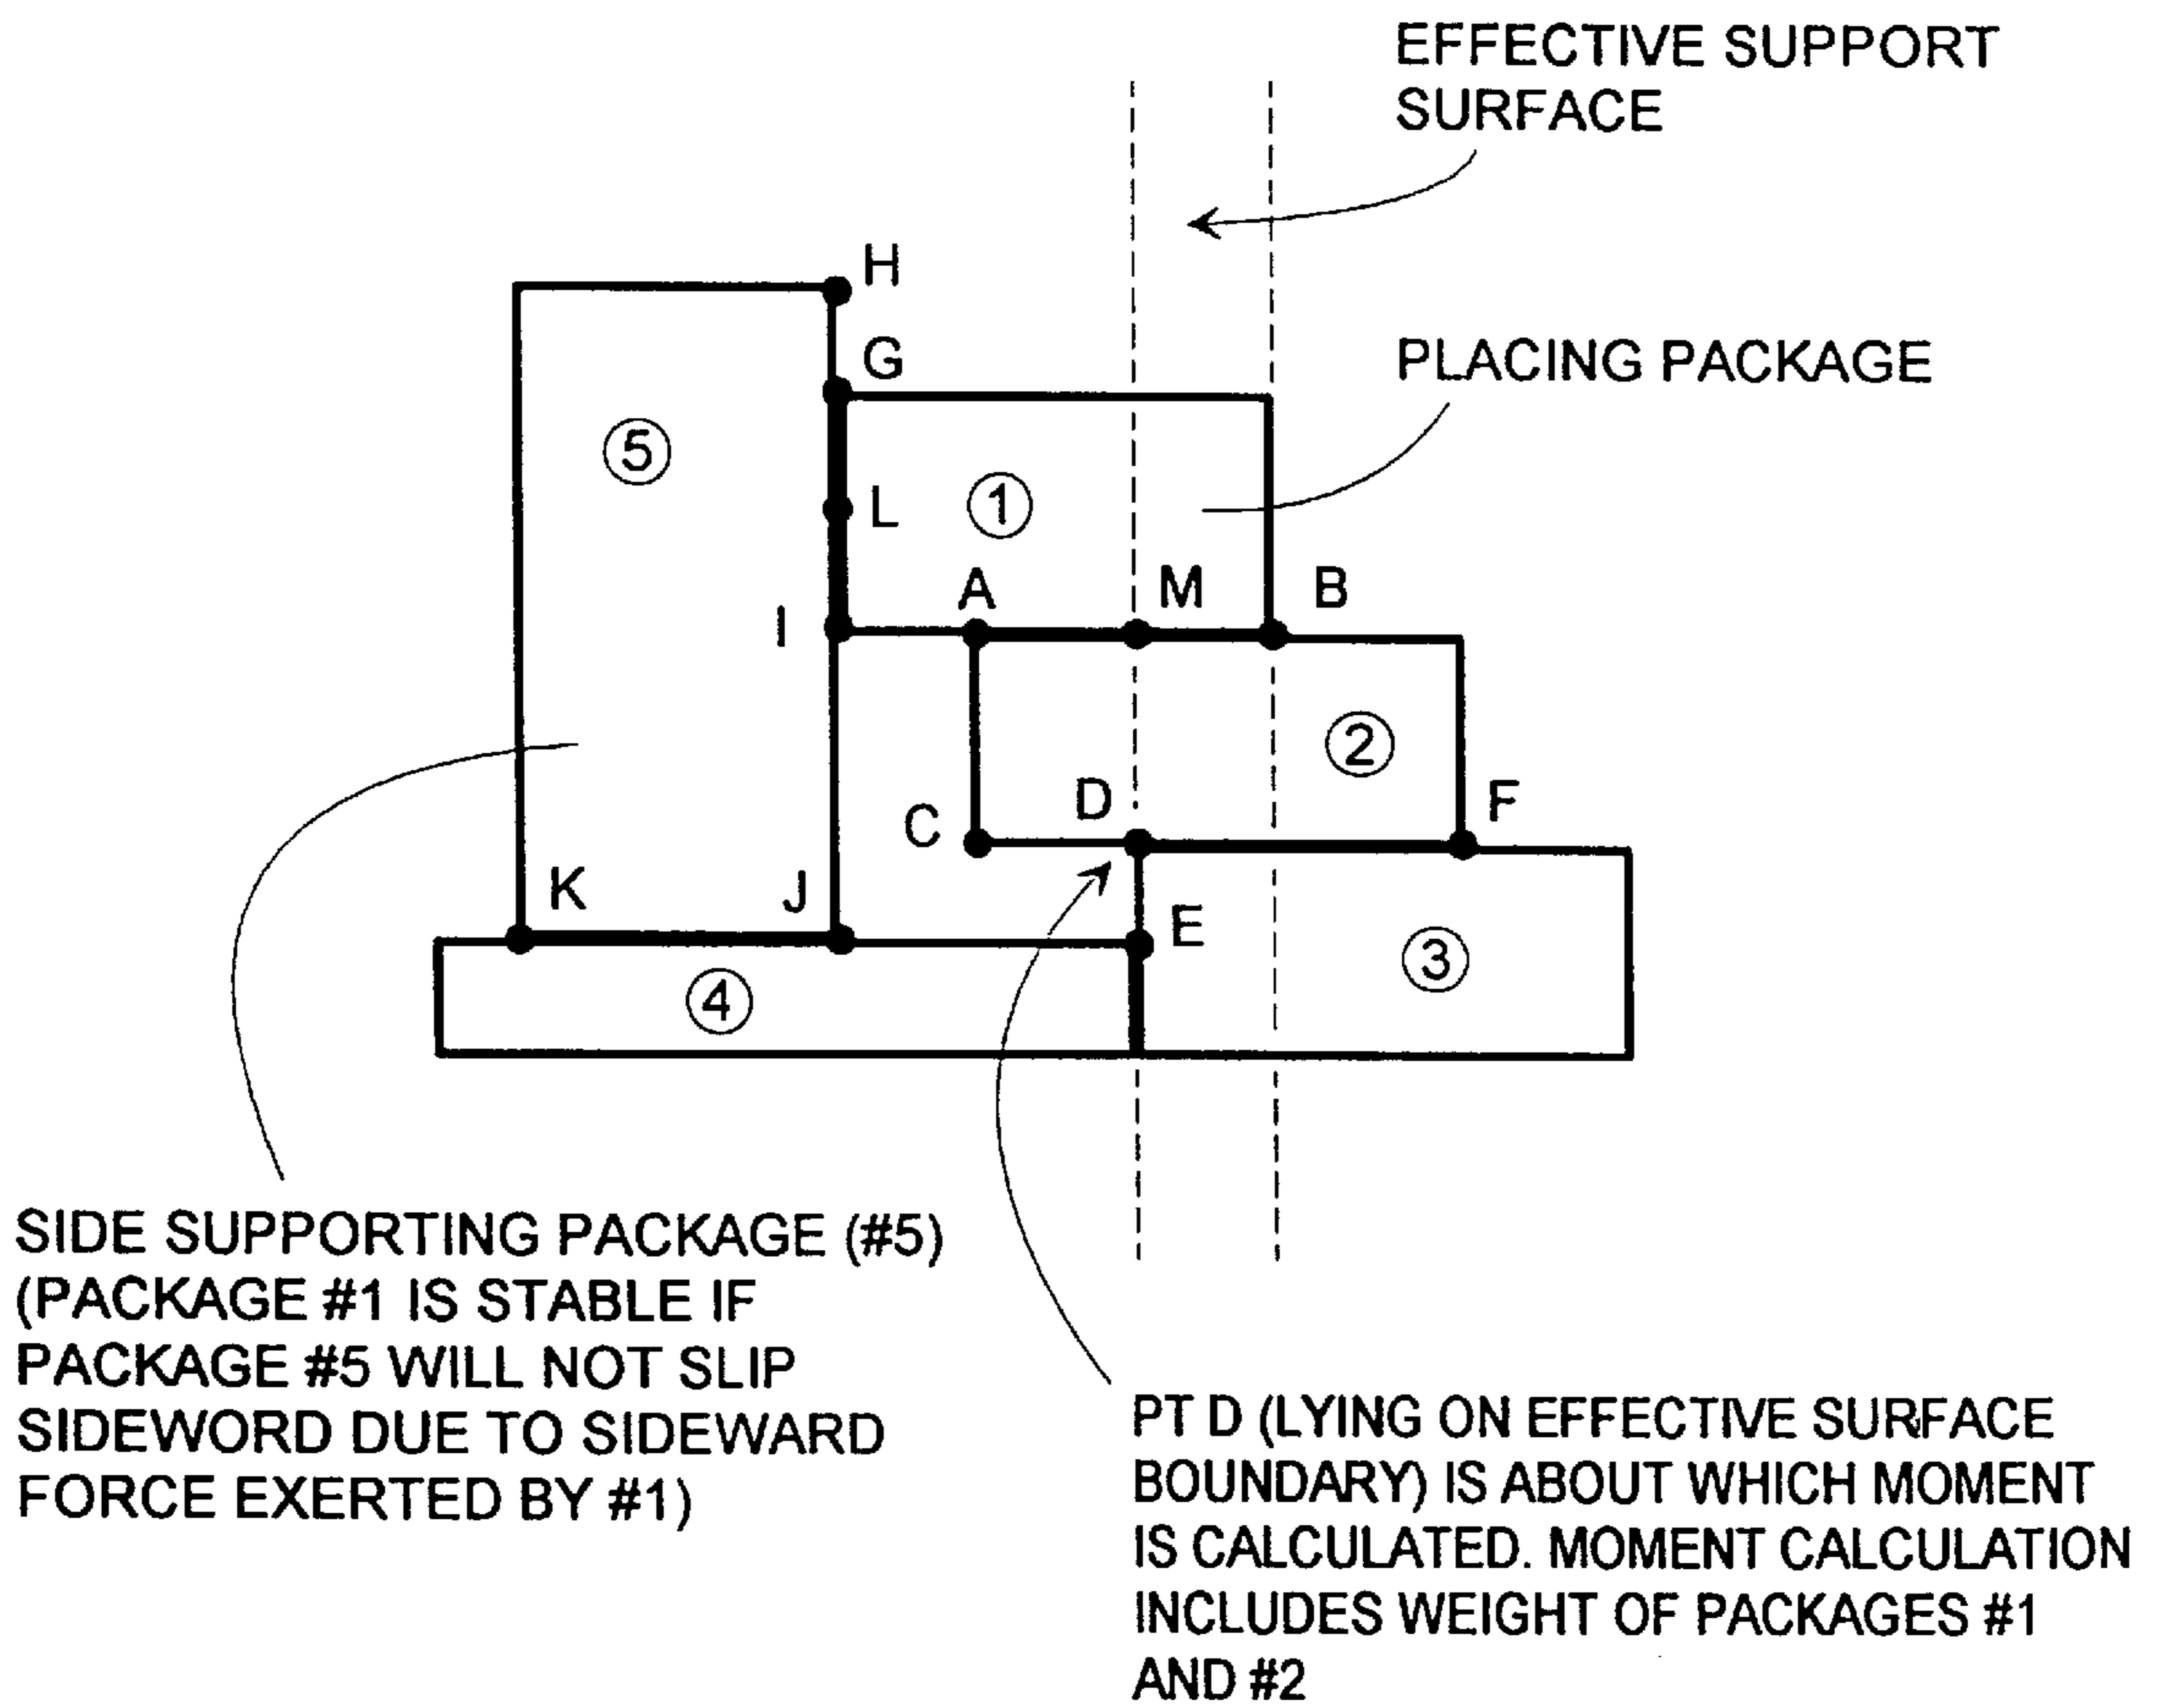 EFFECTIVE SUPPORT
SURFACE
H
G
PLACING PACKAGE
⑤
L
①
A
M
B
I
②
D
F
C
K
J
E
③
④
SIDE SUPPORTING PACKAGE (#5)
(PACKAGE #1 IS STABLE IF
PACKAGE #5 WILL NOT SLIP
SIDEWORD DUE TO SIDEWARD
FORCE EXERTED BY #1)
PT D (LYING ON EFFECTIVE SURFACE
BOUNDARY) IS ABOUT WHICH MOMENT
IS CALCULATED. MOMENT CALCULATION
INCLUDES WEIGHT OF PACKAGES #1
AND #2